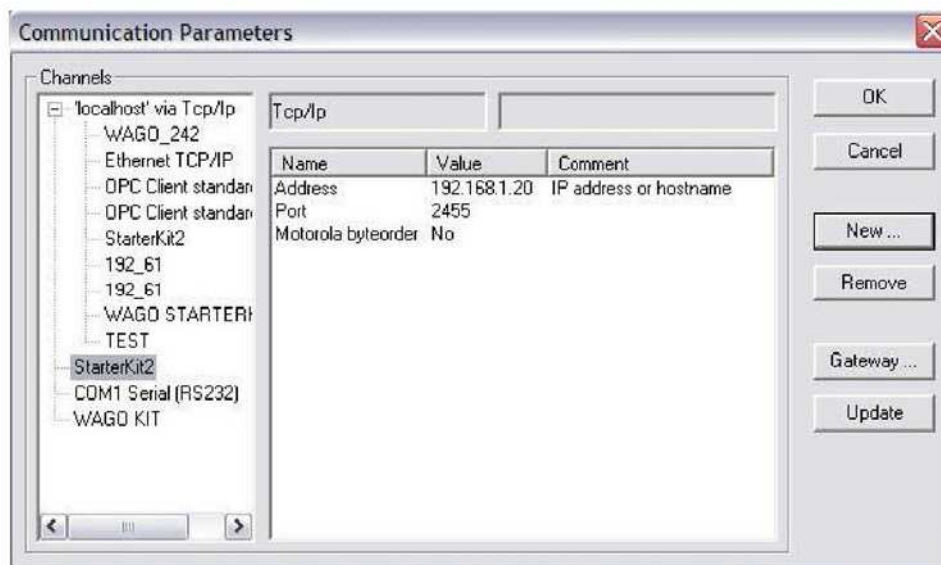 Communication Parameters
Channels
'localhost' via Tcp/Ip
WAGO_242
Ethernet TCP/IP
OPC Client standar
OPC Client standar
StarterKit2
192_61
192_61
WAGO STARTERK
TEST
StarterKit2
COM1 Serial (RS232)
WAGO KIT
Tcp/Ip
Name Value Comment
Address 192.168.1.20 IP address or hostname
Port 2455
Motorola byteorder No
OK
Cancel
New ...
Remove
Gateway ...
Update